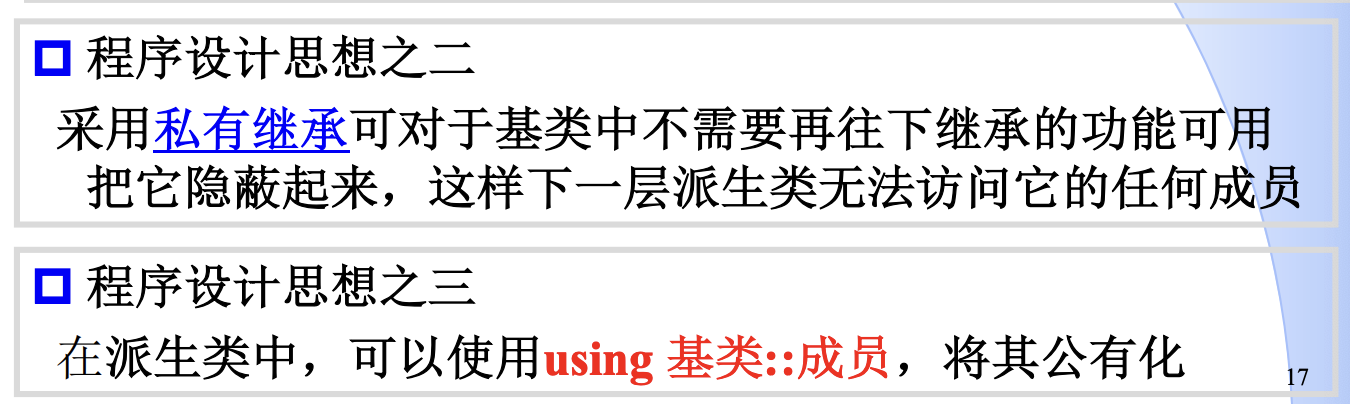 程序设计思想之二
采用私有继承可对于基类中不需要再往下继承的功能可用
把它隐蔽起来，这样下一层派生类无法访问它的任何成员
程序设计思想之三
在派生类中，可以使用using 基类::成员，将其公有化
17